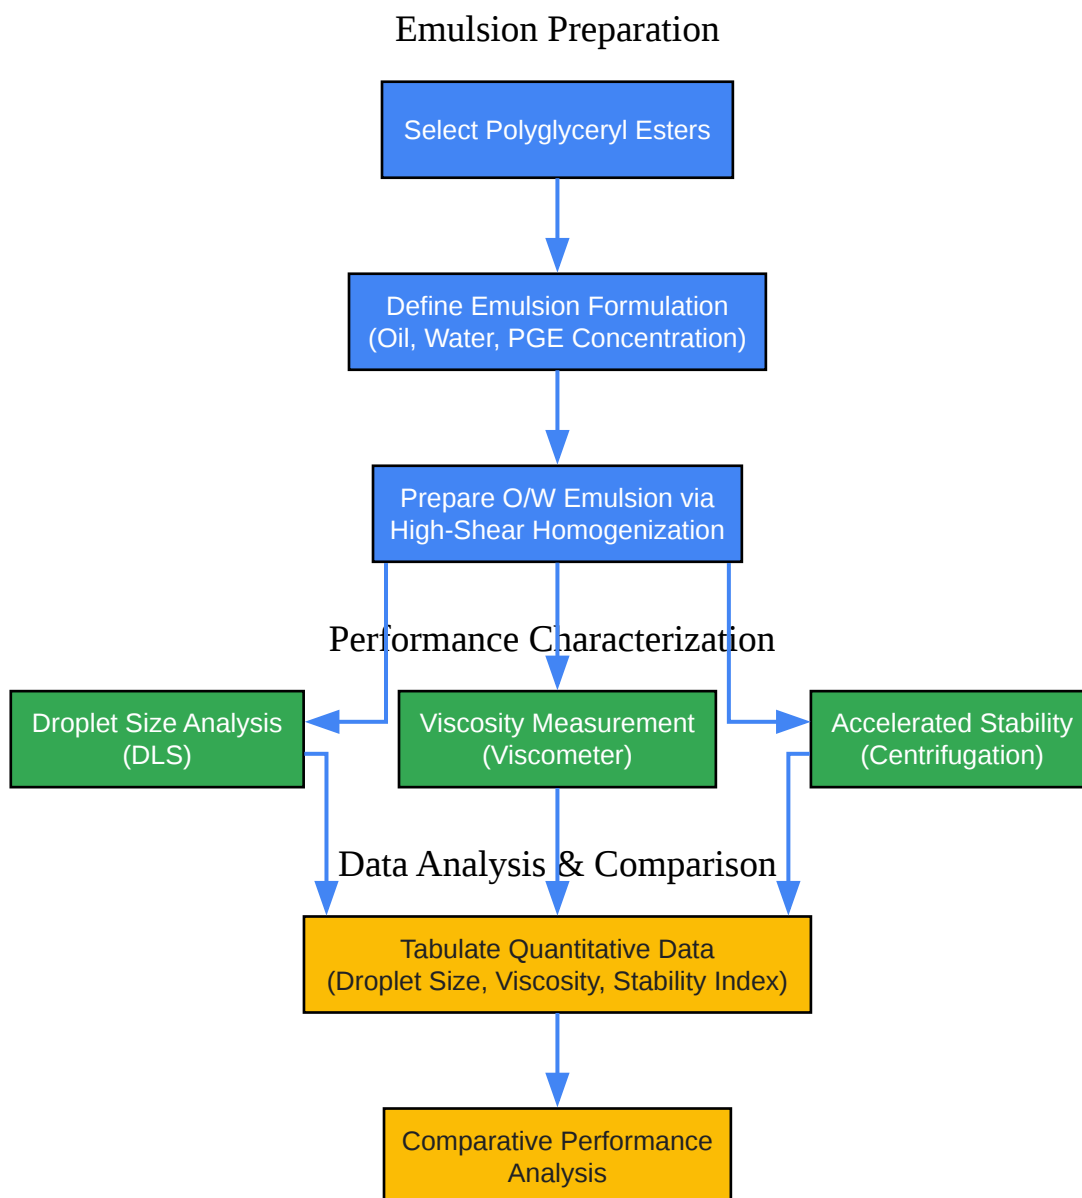 Emulsion Preparation
Select Polyglyceryl Esters
Define Emulsion Formulation
(Oil, Water, PGE Concentration)
Prepare O/W Emulsion via
High-Shear Homogenization
Performance Characterization
Droplet Size Analysis
(DLS)
Viscosity Measurement
(Viscometer)
Accelerated Stability
(Centrifugation)
Data Analysis & Comparison
Tabulate Quantitative Data
(Droplet Size, Viscosity, Stability Index)
Comparative Performance
Analysis